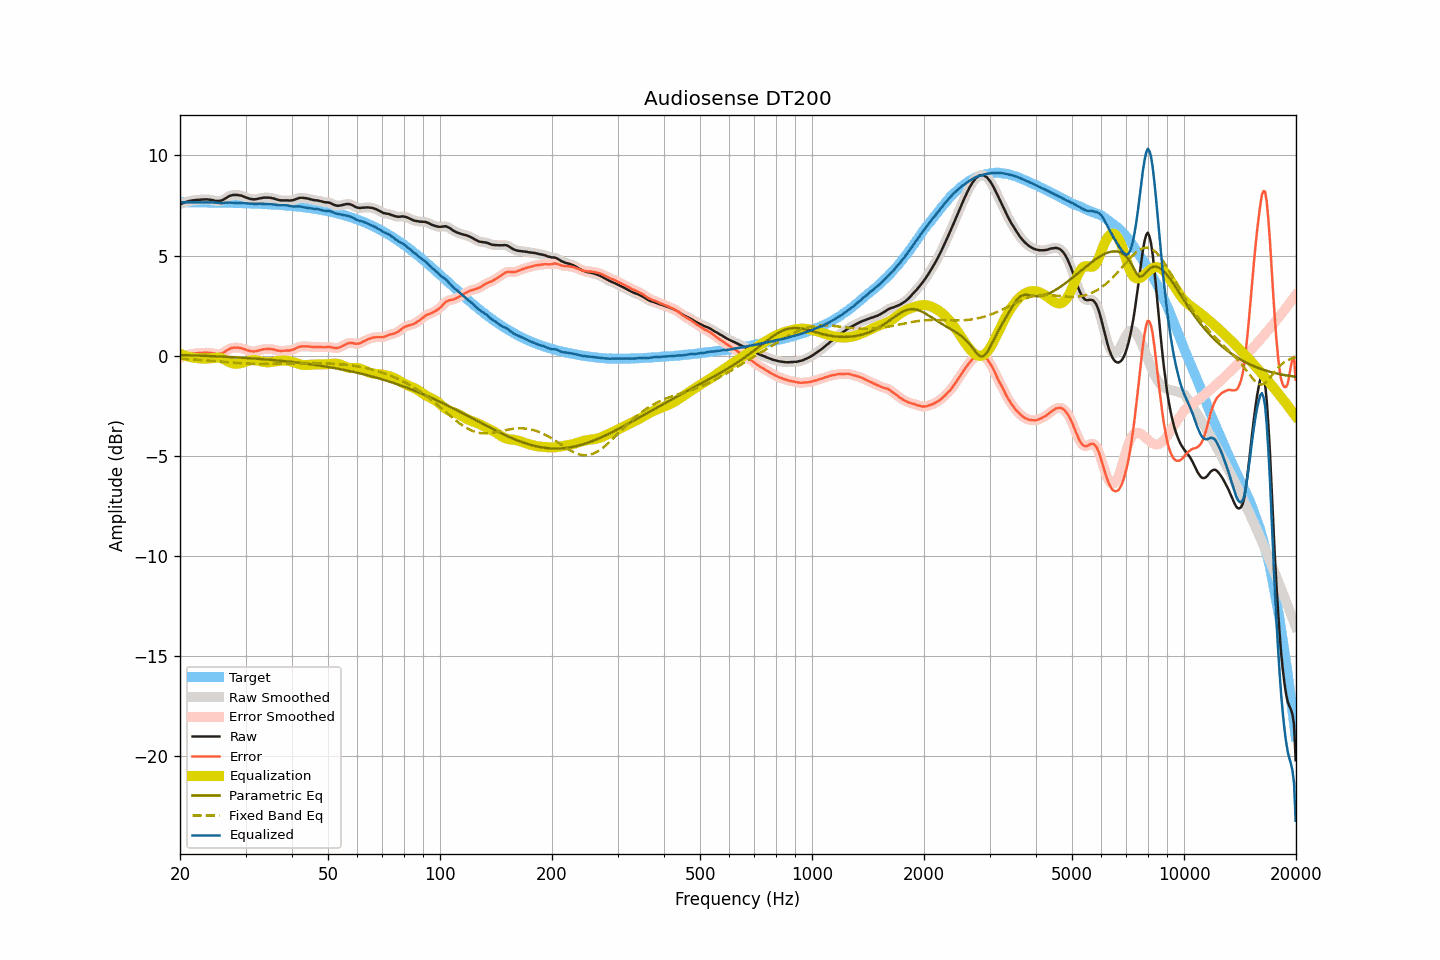 Audiosense DT200
10
5
0
−5
−10
−15
−20
Amplitude (dBr)
Target
Raw Smoothed
Error Smoothed
Raw
Error
Equalization
Parametric Eq
Fixed Band Eq
Equalized
20 50 100 200 500 1000 2000 5000 10000 20000
Frequency (Hz)